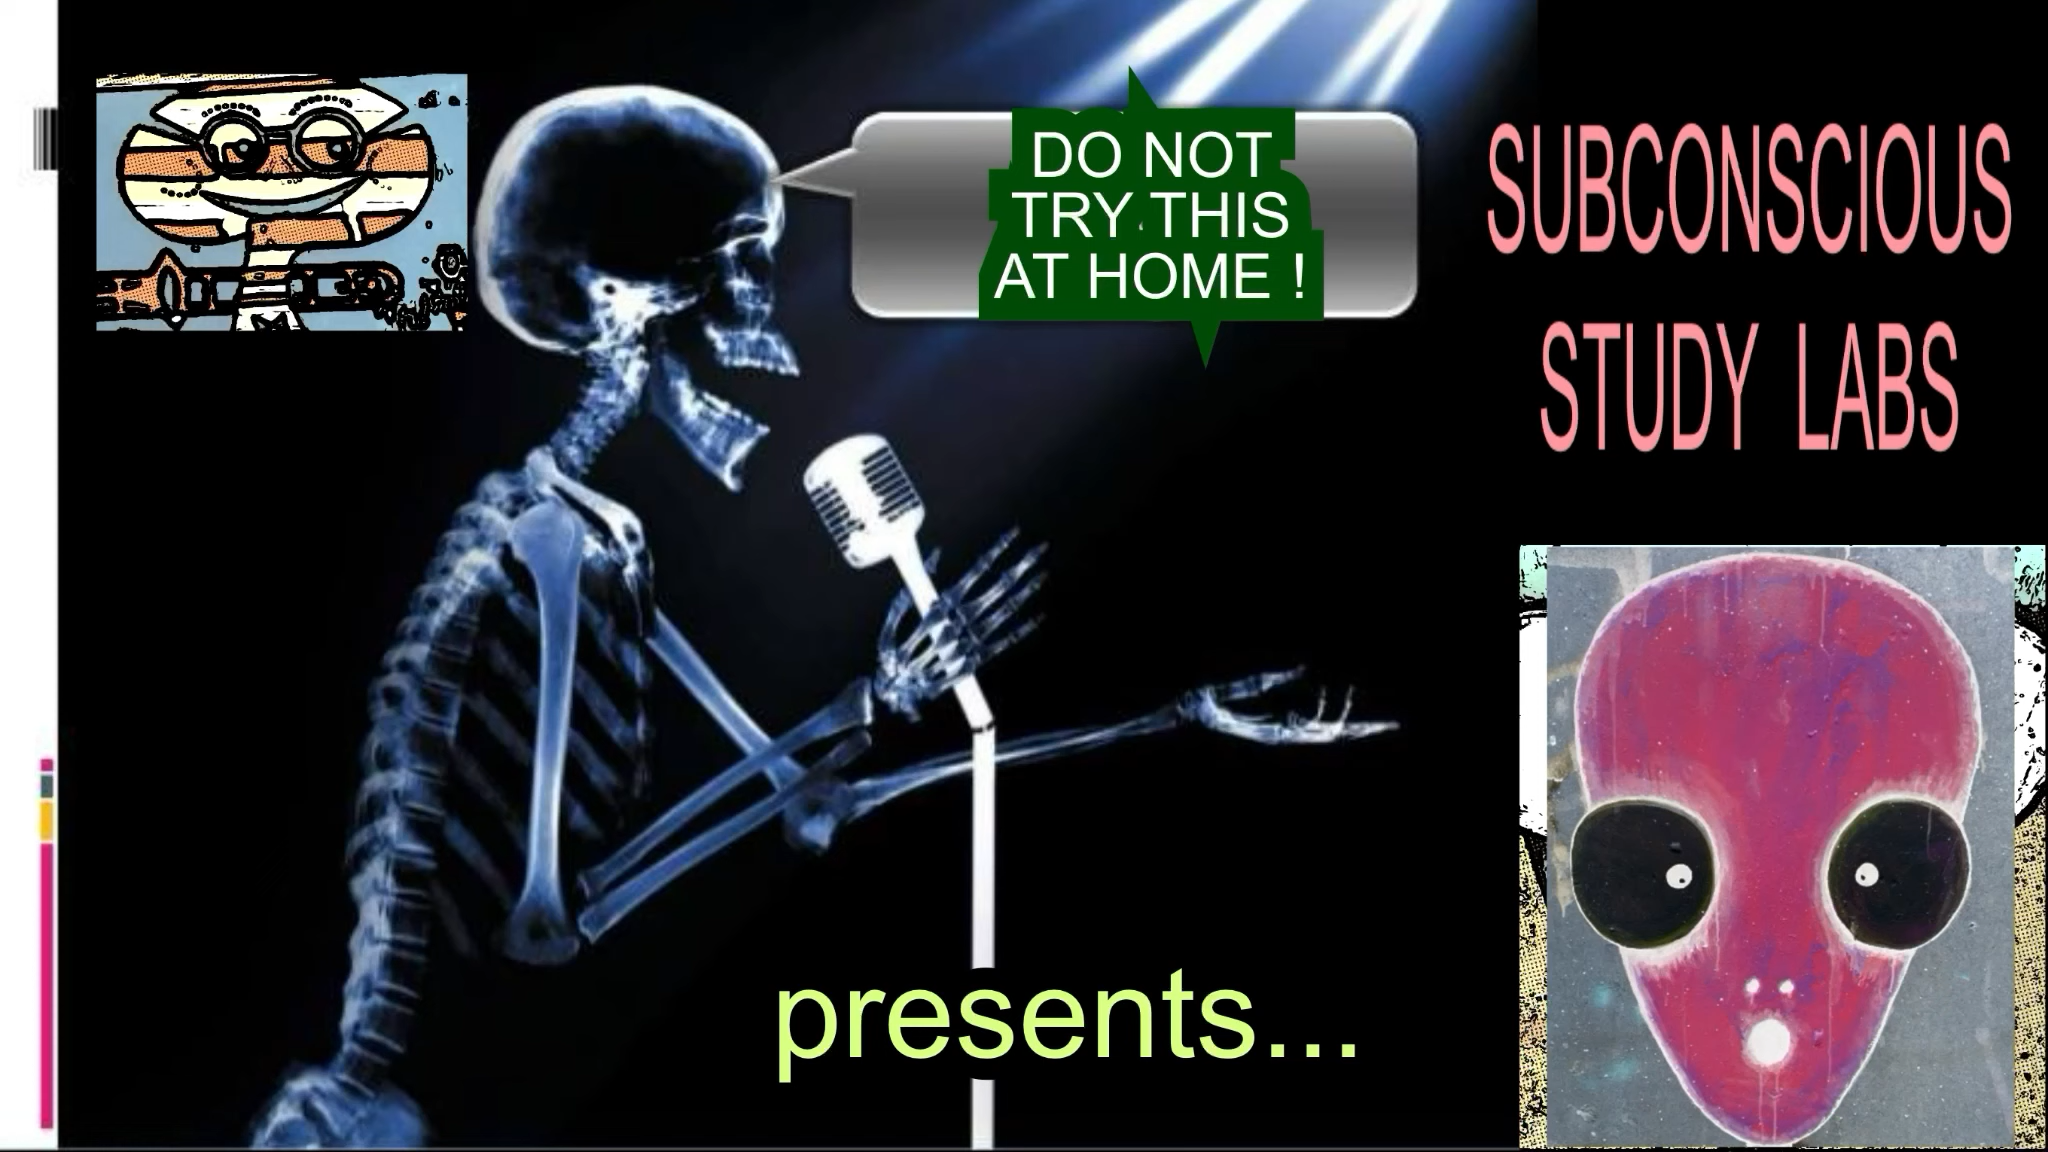 DO NOT
TRY THIS
AT HOME !
SUBCONSCIOUS
STUDY LABS
presents...